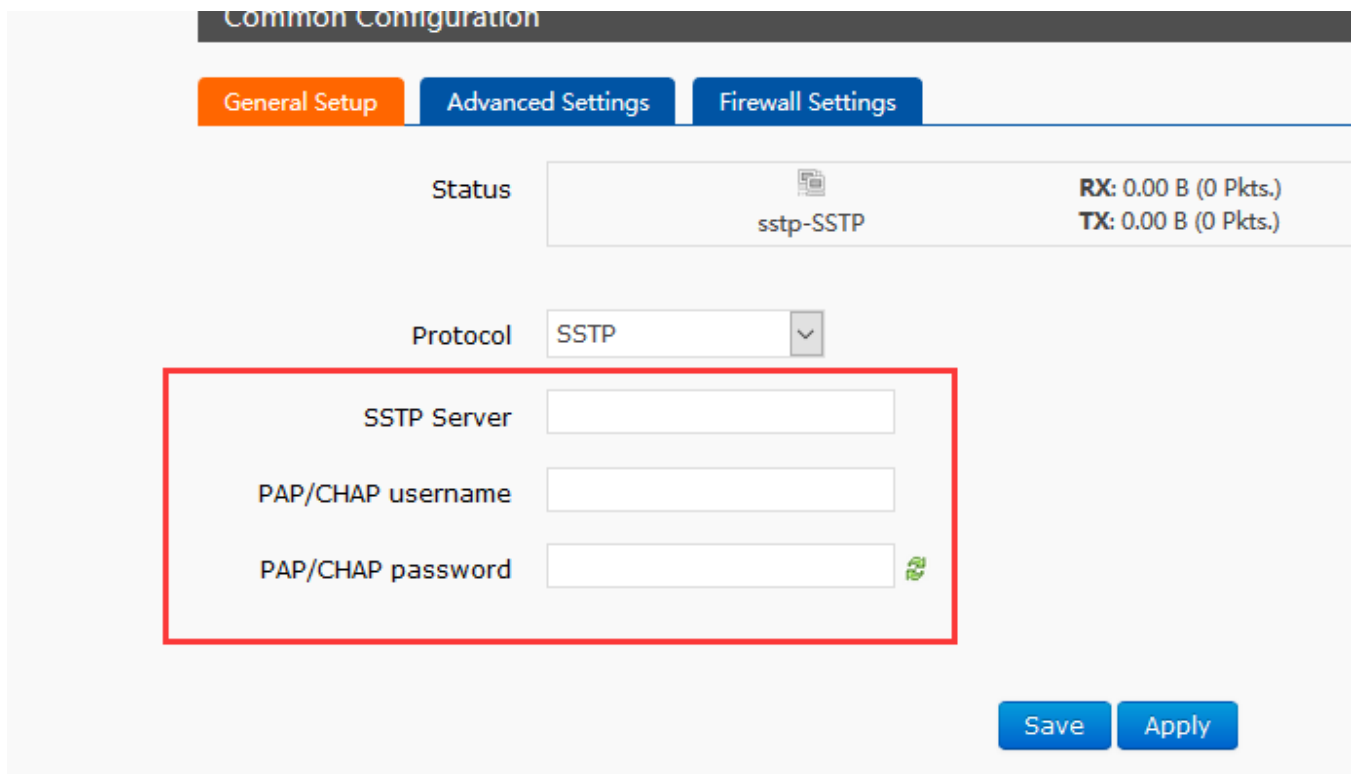 Common Configuration
General Setup Advanced Settings Firewall Settings
Status
RX: 0.00 B (0 Pkts.)
sstp-SSTP
TX: 0.00 B (0 Pkts.)
Protocol SSTP
SSTP Server
PAP/CHAP username
PAP/CHAP password
Save Apply